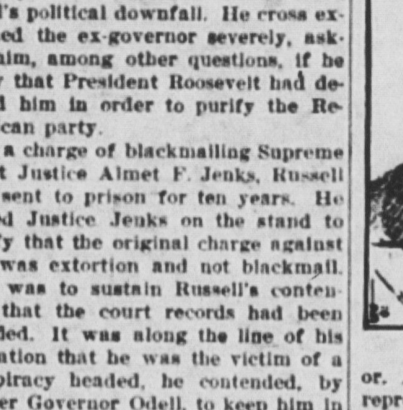 l's political downfall. He cross ex-
ed the ex-governor severely, ask-
him, among other questions, if he
y that President Roosevelt had de-
d him in order to purify the Re-
can party.
a charge of blackmailing Supreme
t Justice Almet F. Jenks, Russell
sent to prison for ten years. He
ed Justice Jenks on the stand to
fy that the original charge against
was extortion and not blackmail.
was to sustain Russell's conten-
that the court records had been
ded. It was along the line of his
ation that he was the victim of a
piracy headed, he contended, by
er Governor Odell, to keep him in
or.
repr